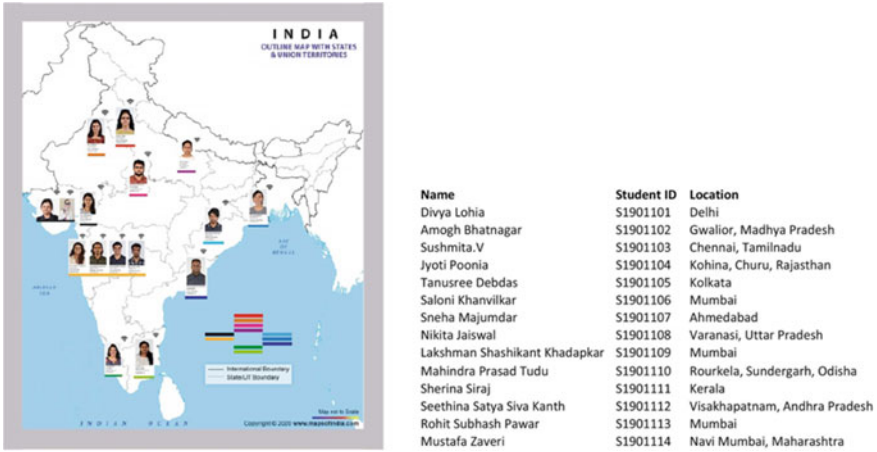 INDIA
OUTLINE MAP WITH STATES
& UNION TERRITORIES
ARABIAN
SEA
BAY
OF
BENGAL
International Boundary
State/UT Boundary
Map not to Scale
INDIAN OCEAN
Copyright © 2020 www.mapsofindia.com
Name Student ID Location
Divya Lohia S1901101 Delhi
Amogh Bhatnagar S1901102 Gwalior, Madhya Pradesh
Sushmita.V S1901103 Chennai, Tamilnadu
Jyoti Poonia S1901104 Kohina, Churu, Rajasthan
Tanusree Debdas S1901105 Kolkata
Saloni Khanvilkar S1901106 Mumbai
Sneha Majumdar S1901107 Ahmedabad
Nikita Jaiswal S1901108 Varanasi, Uttar Pradesh
Lakshman Shashikant Khadapkar S1901109 Mumbai
Mahindra Prasad Tudu S1901110 Rourkela, Sundergarh, Odisha
Sherina Siraj S1901111 Kerala
Seethina Satya Siva Kanth S1901112 Visakhapatnam, Andhra Pradesh
Rohit Subhash Pawar S1901113 Mumbai
Mustafa Zaveri S1901114 Navi Mumbai, Maharashtra